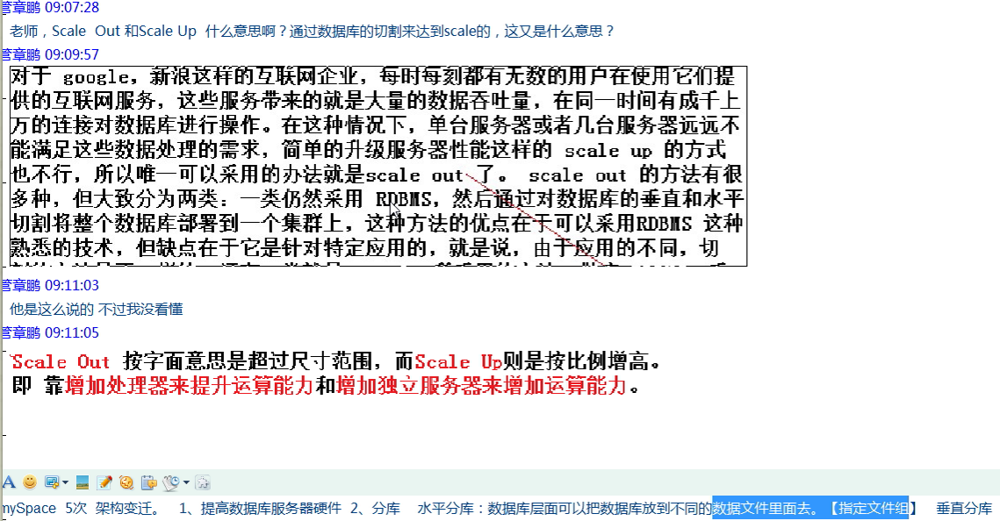 管章鹏 09:07:28
老师，Scale Out 和Scale Up 什么意思啊？通过数据库的切割来达到scale的，这又是什么意思？
管章鹏 09:09:57
对于 google，新浪这样的互联网企业，每时每刻都有无数的用户在使用它们提
供的互联网服务，这些服务带来的就是大量的数据吞吐量，在同一时间有成千上
万的连接对数据库进行操作。在这种情况下，单台服务器或者几台服务器远远不
能满足这些数据处理的需求，简单的升级服务器性能这样的 scale up 的方式
也不行，所以唯一可以采用的办法就是scale out 了。 scale out 的方法有很
多种，但大致分为两类：一类仍然采用 RDBMS，然后通过对数据库的垂直和水平
切割将整个数据库部署到一个集群上，这种方法的优点在于可以采用RDBMS 这种
熟悉的技术，但缺点在于它是针对特定应用的，就是说，由于应用的不同，切
管章鹏 09:11:03
他是这么说的 不过我没看懂
管章鹏 09:11:05
Scale Out 按字面意思是超过尺寸范围，而Scale Up则是按比例增高。
即 靠增加处理器来提升运算能力和增加独立服务器来增加运算能力。
mySpace 5次 架构变迁。 1、提高数据库服务器硬件 2、分库 水平分库：数据库层面可以把数据库放到不同的数据文件里面去。【指定文件组】 垂直分库